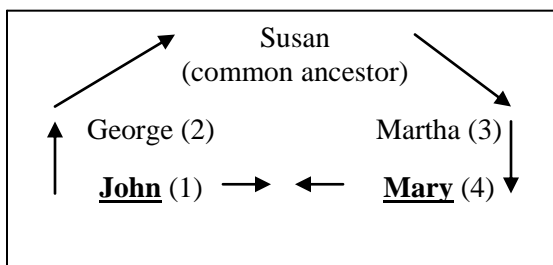 Susan
(common ancestor)
George (2) Martha (3)
John (1) Mary (4)